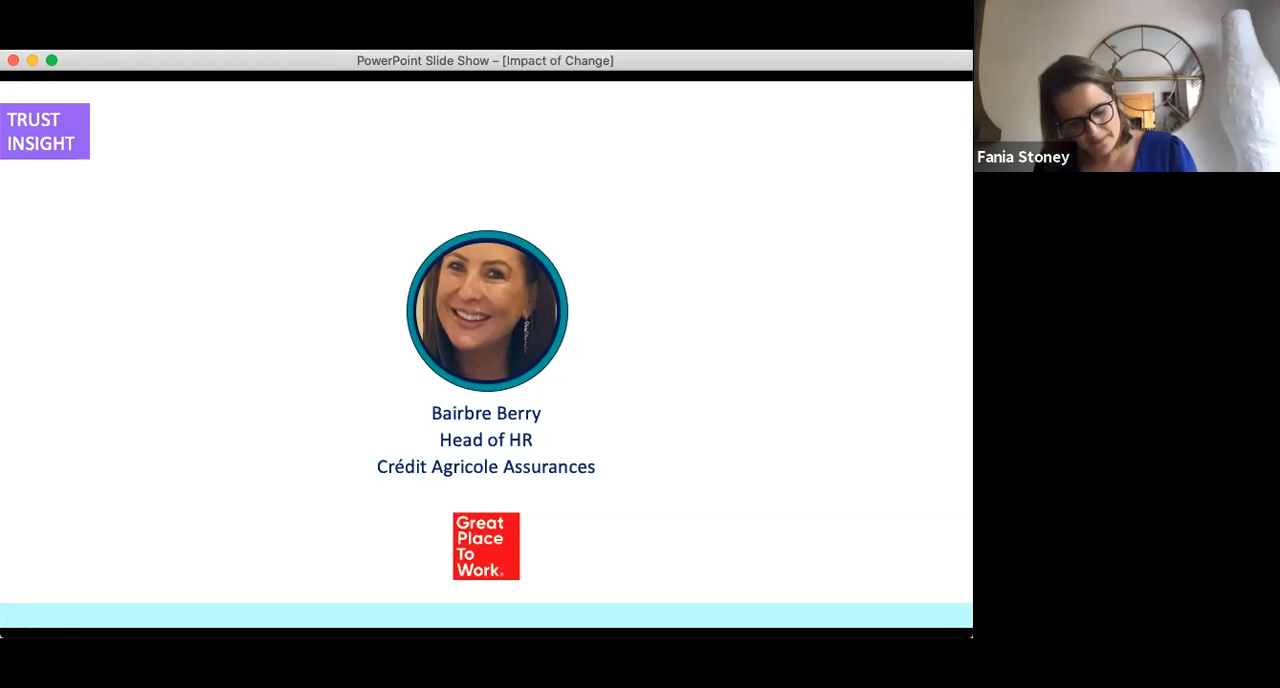 PowerPoint Slide Show – [Impact of Change]
TRUST
INSIGHT
Fania Stoney
Bairbre Berry
Head of HR
Crédit Agricole Assurances
Great
Place
To
Work®